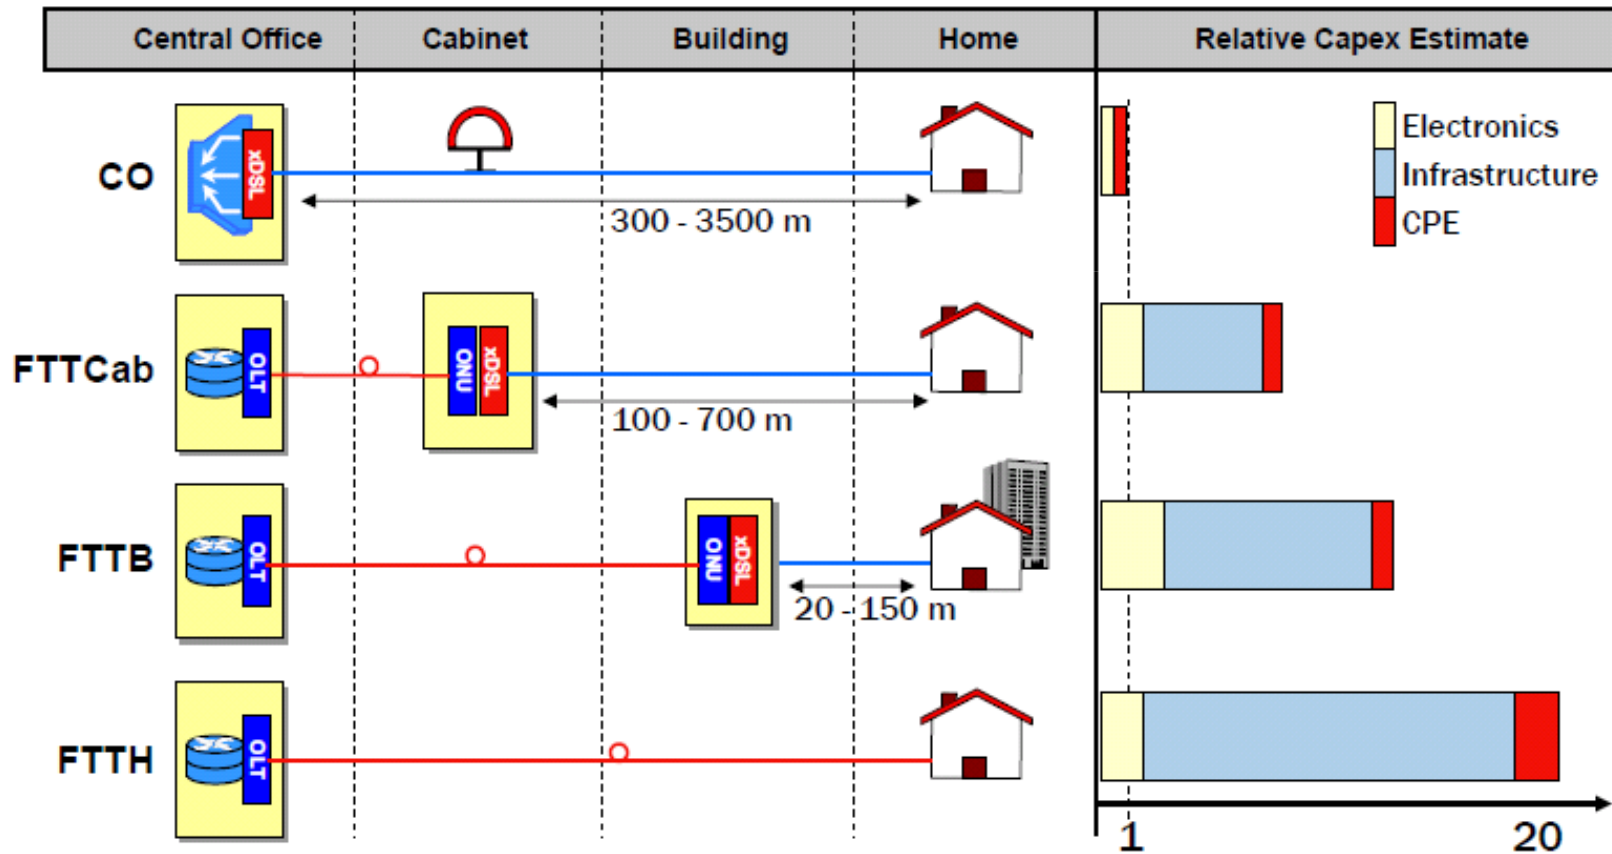 Central Office Cabinet Building Home Relative Capex Estimate
Electronics
Infrastructure
CPE
CO
xDSL
300 - 3500 m
FTTCab
OLT
ONU
xDSL
100 - 700 m
FTTB
OLT
ONU
xDSL
20 - 150 m
FTTH
OLT
1 20